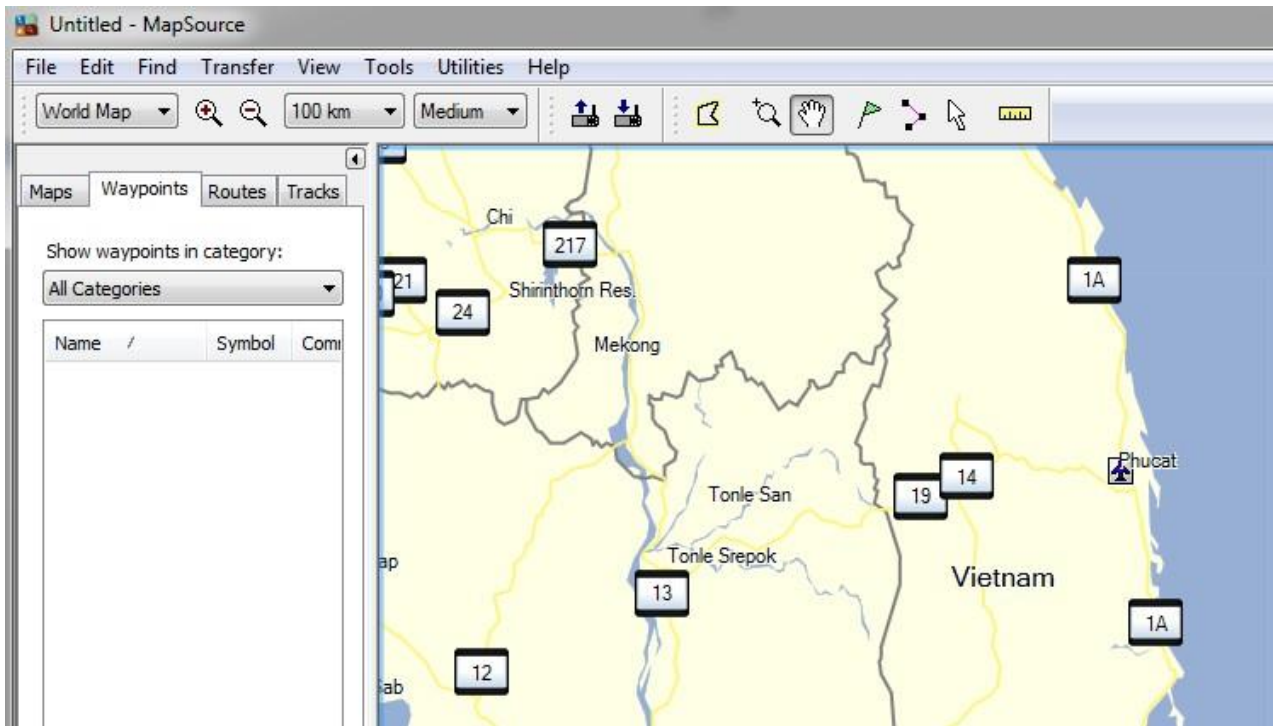 Untitled - MapSource
File Edit Find Transfer View Tools Utilities Help
World Map 100 km Medium
Maps Waypoints Routes Tracks
Show waypoints in category:
All Categories
Name Symbol Com
Chi
217
1A
21
Shirinthorn Res.
24
Mekong
Phucat
14
19
Tonle San
Tonle Srepok
ap
Vietnam
13
1A
12
Sab